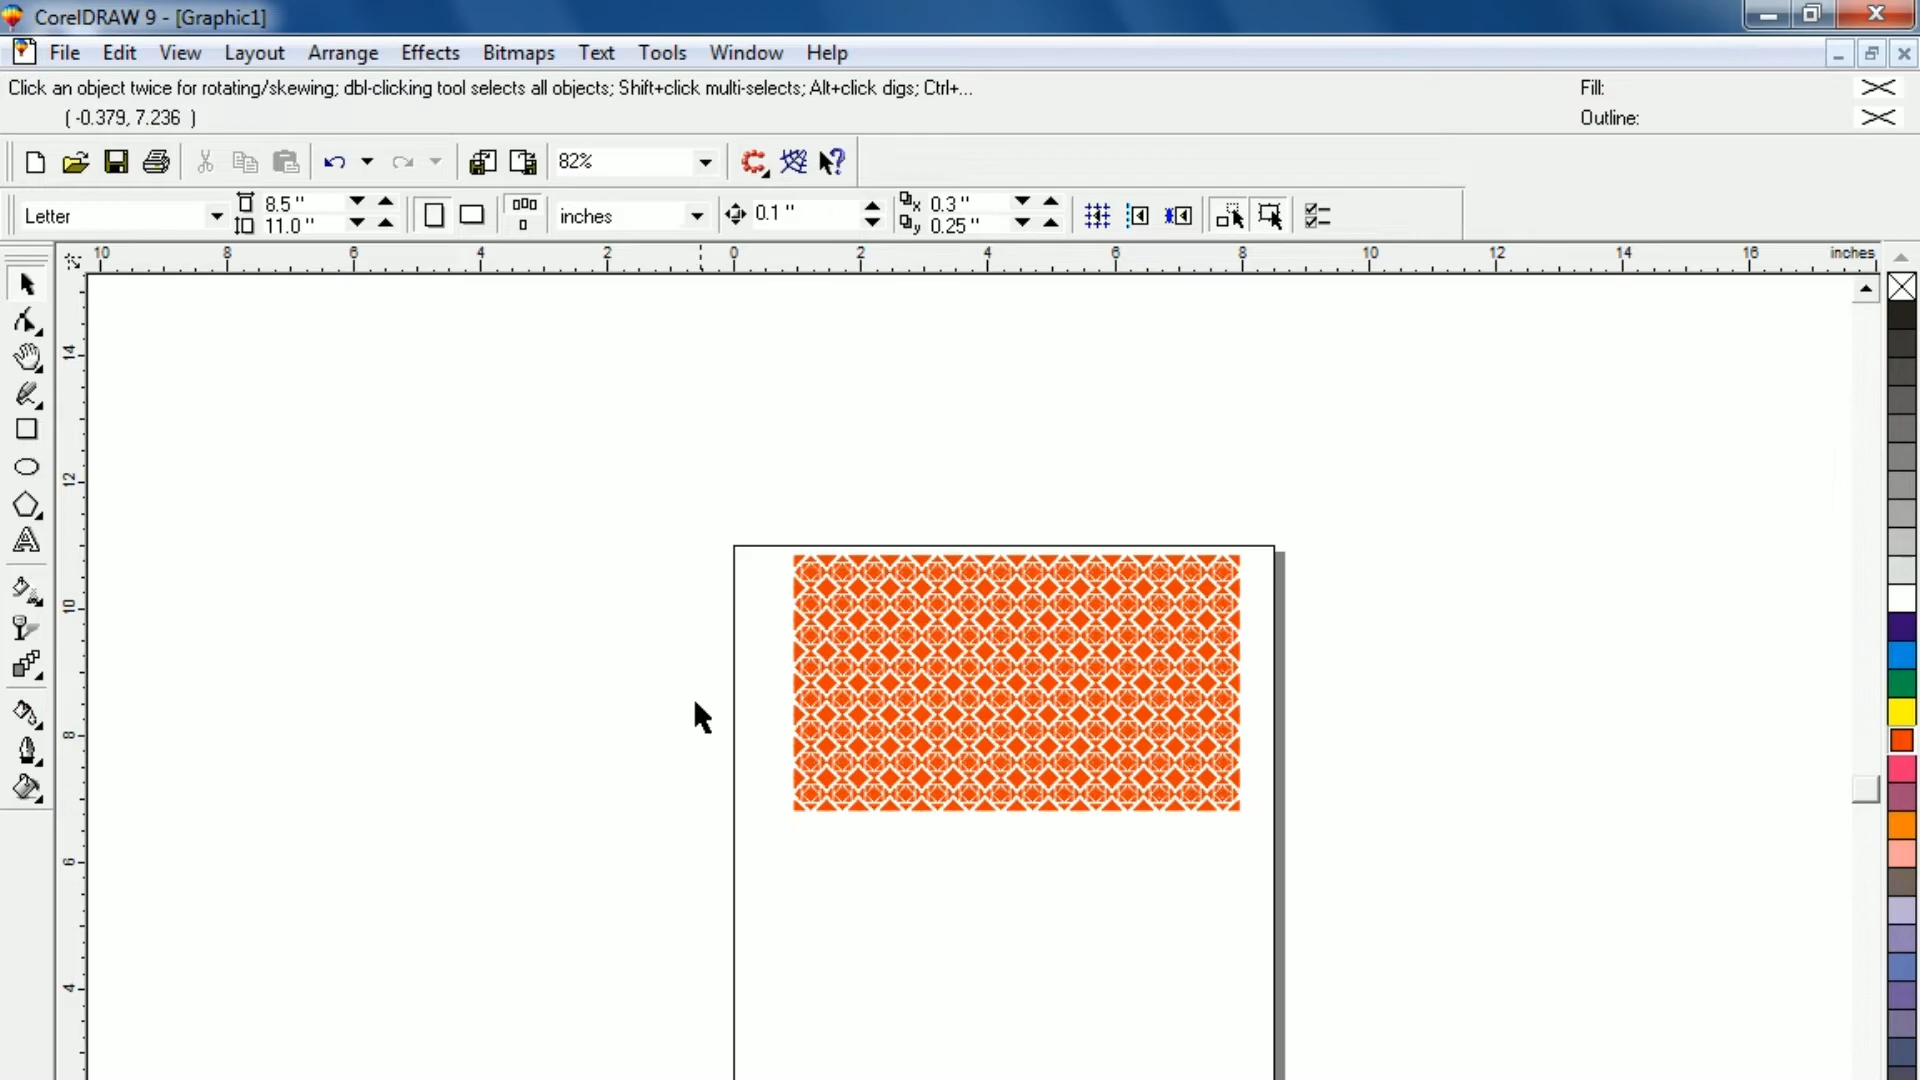 CorelDRAW 9 - [Graphic1]
File Edit View Layout Arrange Effects Bitmaps Text Tools Window Help
Click an object twice for rotating/skewing; dbl-clicking tool selects all objects; Shift+click multi-selects; Alt+click digs; Ctrl+...
Fill:
( -0.379, 7.236 )
Outline:
82%
Letter
8.5 "
11.0 "
inches
0.1 "
x 0.3 "
y 0.25 "
10 8 6 4 2 0 2 4 6 8 10 12 14 16 inches
14
12
10
8
6
4